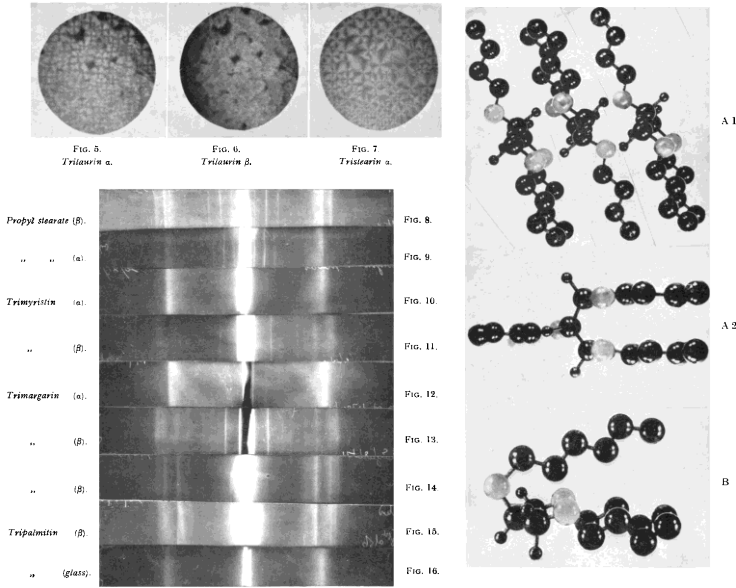 FIG. 5.
Trilaurin α.
FIG. 6.
Trilaurin β.
FIG. 7.
Tristearin α.
Propyl stearate (β).
FIG. 8.
„ „ (α).
FIG. 9.
Trimyristin (α).
FIG. 10.
„ (β).
FIG. 11.
Trimargarin (α).
FIG. 12.
„ (β).
FIG. 13.
„ (β).
FIG. 14.
Tripalmitin (β).
FIG. 15.
„ (glass).
FIG. 16.
A 1
A 2
B